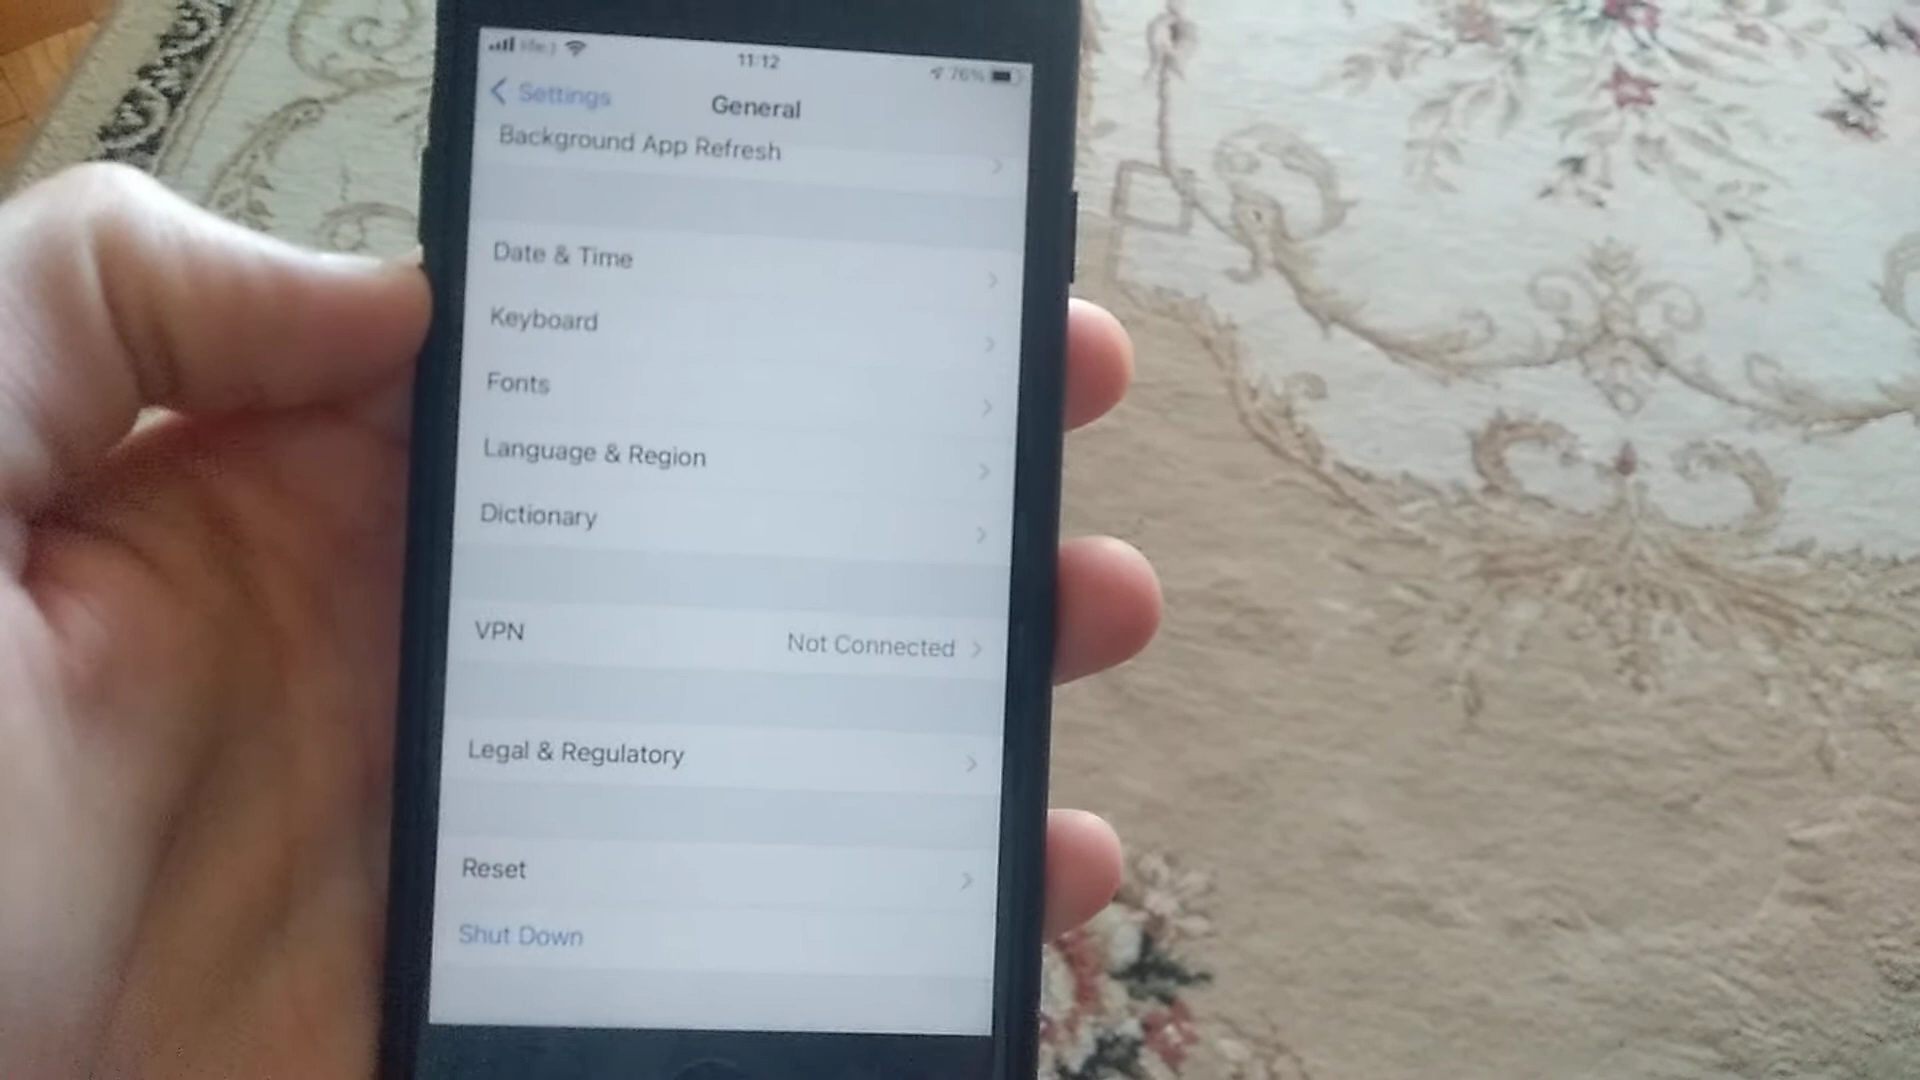 11:12
76%
Settings
General
Background App Refresh
Date & Time
Keyboard
Fonts
Language & Region
Dictionary
VPN Not Connected
Legal & Regulatory
Reset
Shut Down